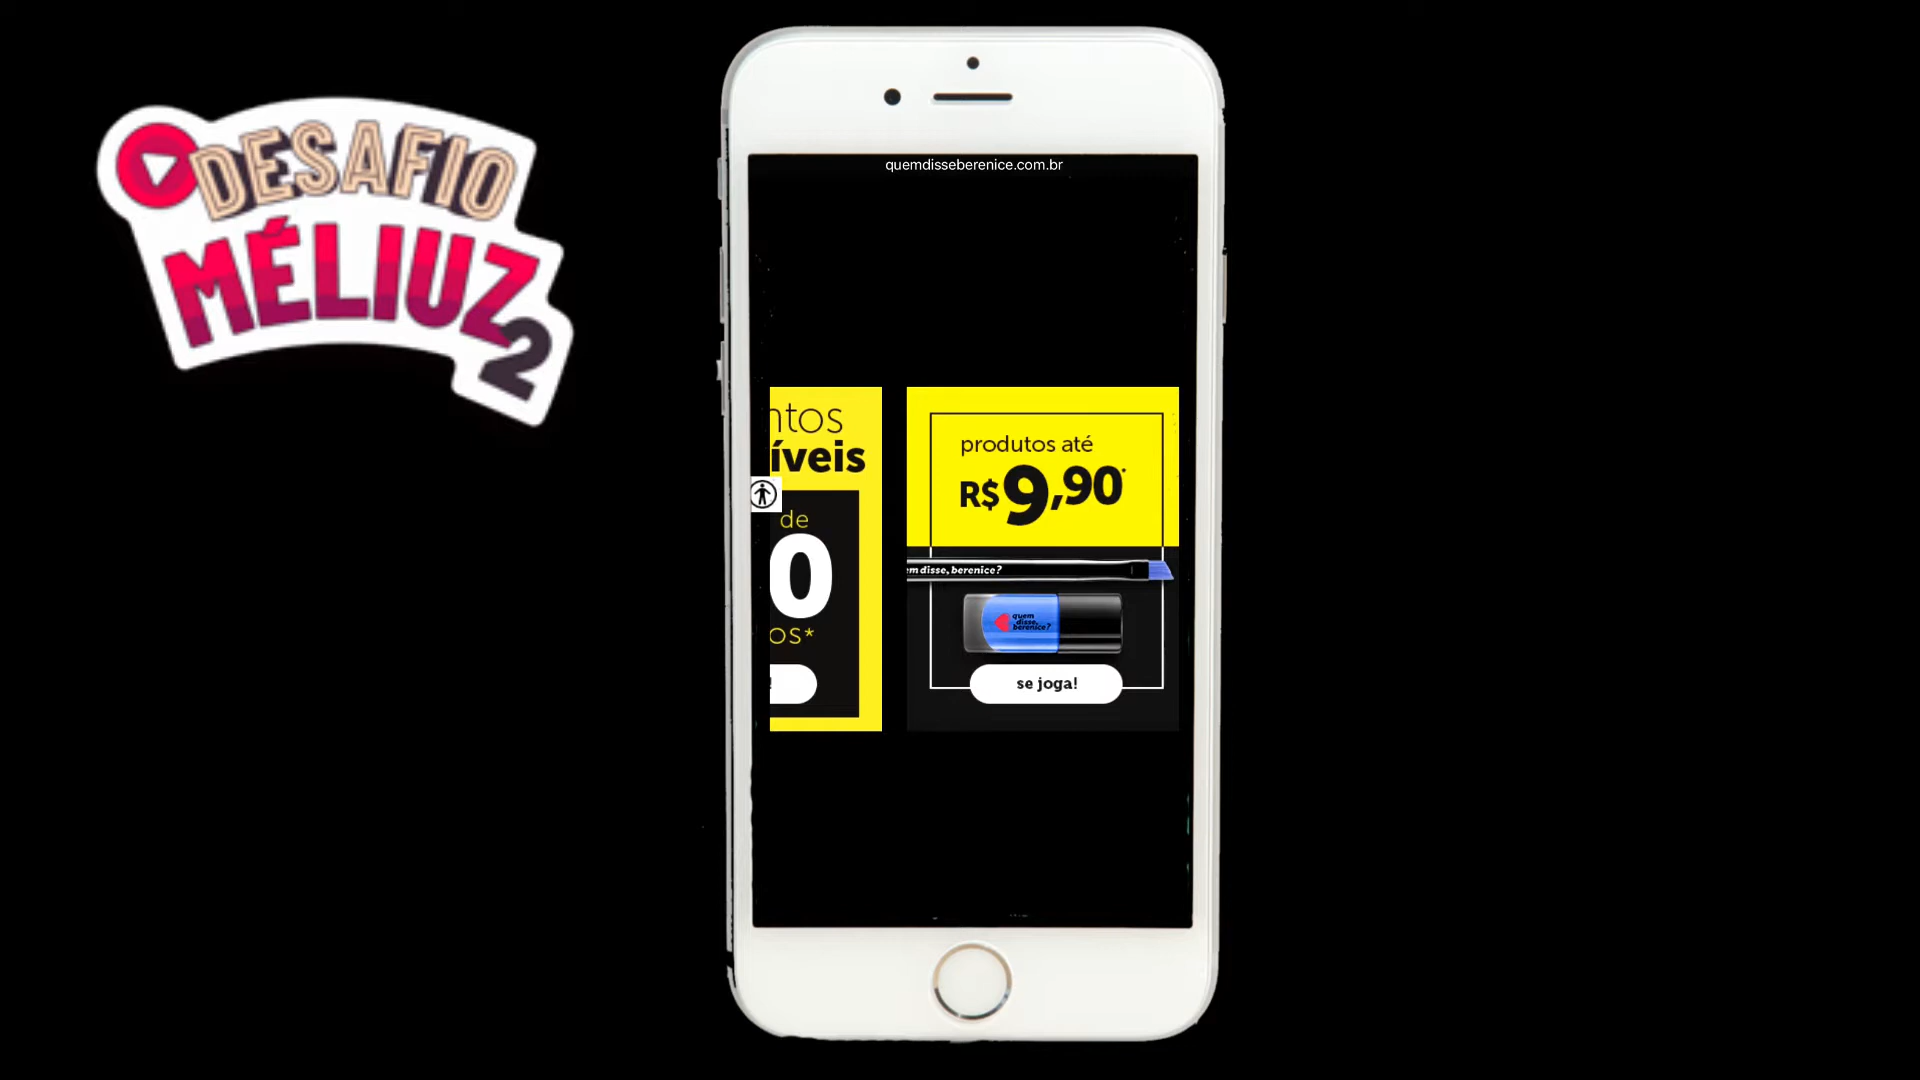 DESAFIO
MÉLIUZ
2
quemdisseberenice.com.br
ntos
íveis
de
0
os*
!
produtos até
R$9,90*
em disse, berenice?
quem
disse,
berenice?
se joga!